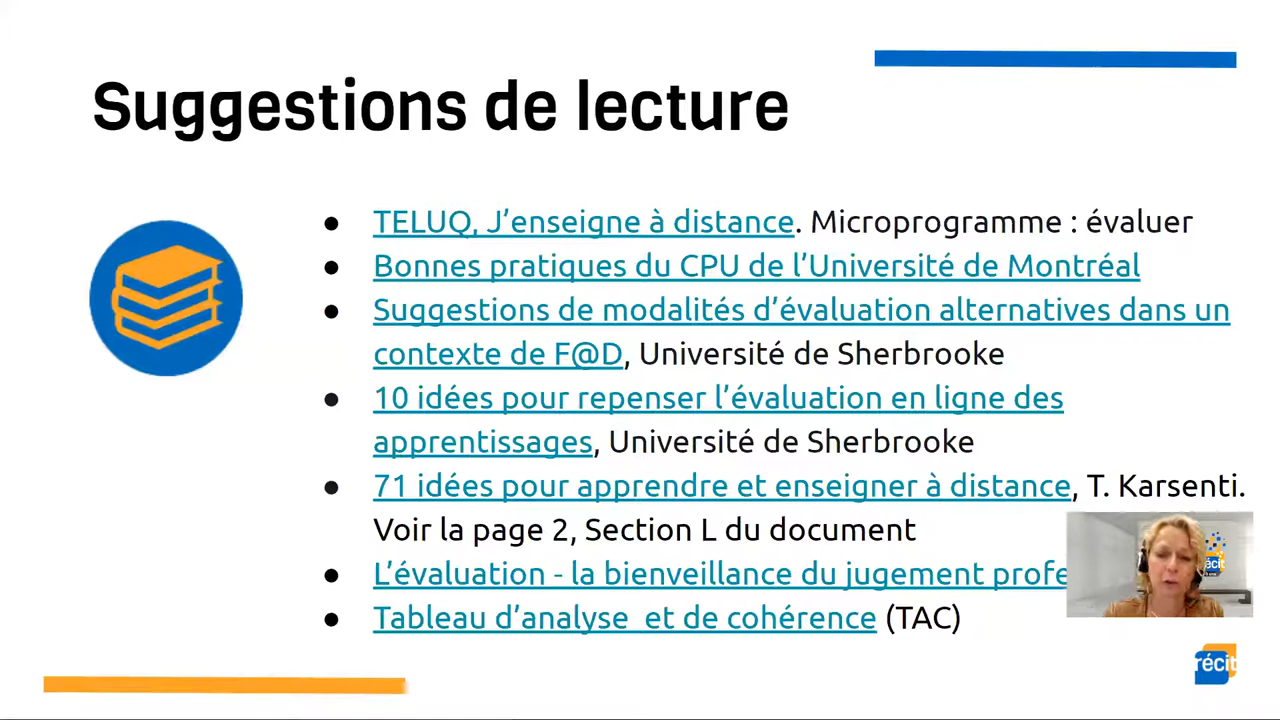 Suggestions de lecture
● TELUQ, J’enseigne à distance. Microprogramme : évaluer
● Bonnes pratiques du CPU de l’Université de Montréal
● Suggestions de modalités d’évaluation alternatives dans un
contexte de F@D, Université de Sherbrooke
● 10 idées pour repenser l’évaluation en ligne des
apprentissages, Université de Sherbrooke
● 71 idées pour apprendre et enseigner à distance, T. Karsenti.
Voir la page 2, Section L du document
● L’évaluation - la bienveillance du jugement profe
● Tableau d’analyse et de cohérence (TAC)
récit